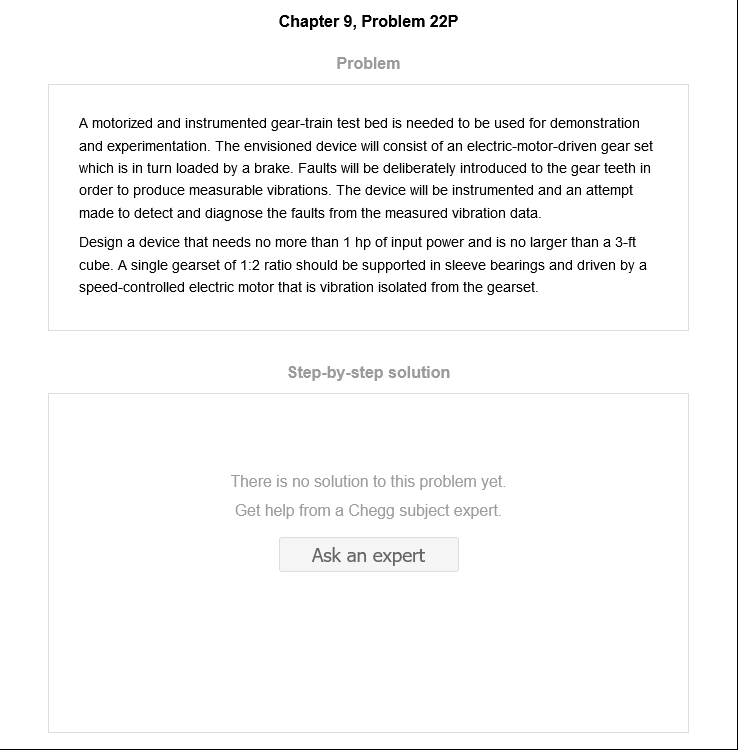 Chapter 9, Problem 22P
Problem
A motorized and instrumented gear-train test bed is needed to be used for demonstration
and experimentation. The envisioned device will consist of an electric-motor-driven gear set
which is in turn loaded by a brake. Faults will be deliberately introduced to the gear teeth in
order to produce measurable vibrations. The device will be instrumented and an attempt
made to detect and diagnose the faults from the measured vibration data.
Design a device that needs no more than 1 hp of input power and is no larger than a 3-ft
cube. A single gearset of 1:2 ratio should be supported in sleeve bearings and driven by a
speed-controlled electric motor that is vibration isolated from the gearset.
Step-by-step solution
There is no solution to this problem yet.
Get help from a Chegg subject expert.
Ask an expert